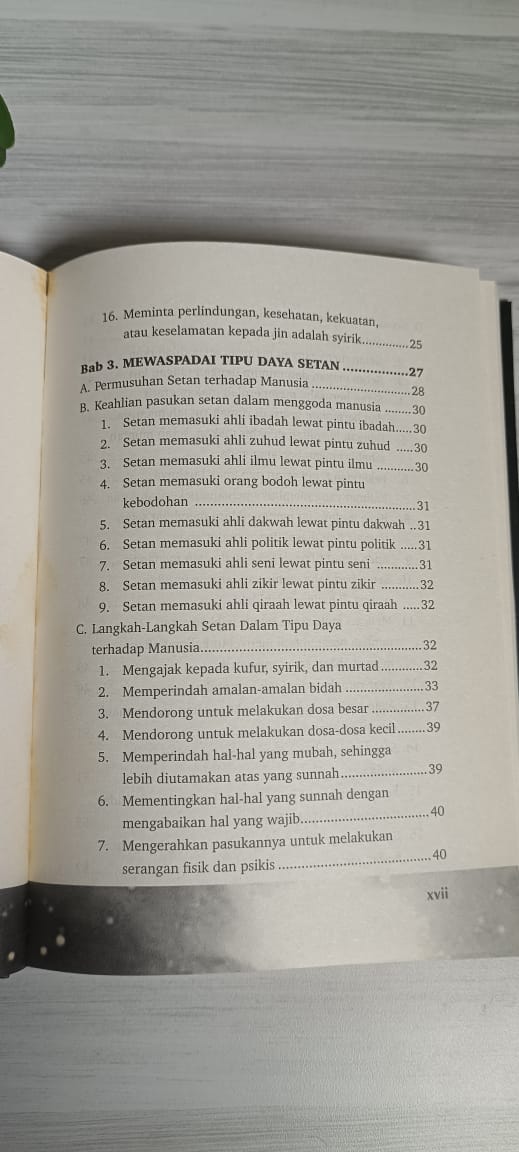 16. Meminta perlindungan, kesehatan, kekuatan,
atau keselamatan kepada jin adalah syirik..............25
Bab 3. MEWASPADAI TIPU DAYA SETAN .................27
A. Permusuhan Setan terhadap Manusia ..........................28
B. Keahlian pasukan setan dalam menggoda manusia ........30
1. Setan memasuki ahli ibadah lewat pintu ibadah.....30
2. Setan memasuki ahli zuhud lewat pintu zuhud .....30
3. Setan memasuki ahli ilmu lewat pintu ilmu ...........30
4. Setan memasuki orang bodoh lewat pintu
kebodohan ........................................................31
5. Setan memasuki ahli dakwah lewat pintu dakwah ..31
6. Setan memasuki ahli politik lewat pintu politik .....31
7. Setan memasuki ahli seni lewat pintu seni ............31
8. Setan memasuki ahli zikir lewat pintu zikir ...........32
9. Setan memasuki ahli qiraah lewat pintu qiraah .....32
C. Langkah-Langkah Setan Dalam Tipu Daya
terhadap Manusia..........................................................32
1. Mengajak kepada kufur, syirik, dan murtad............32
2. Memperindah amalan-amalan bidah ......................33
3. Mendorong untuk melakukan dosa besar ...............37
4. Mendorong untuk melakukan dosa-dosa kecil........39
5. Memperindah hal-hal yang mubah, sehingga
lebih diutamakan atas yang sunnah........................39
6. Mementingkan hal-hal yang sunnah dengan
mengabaikan hal yang wajib...................................40
7. Mengerahkan pasukannya untuk melakukan
serangan fisik dan psikis ........................................40
xvii